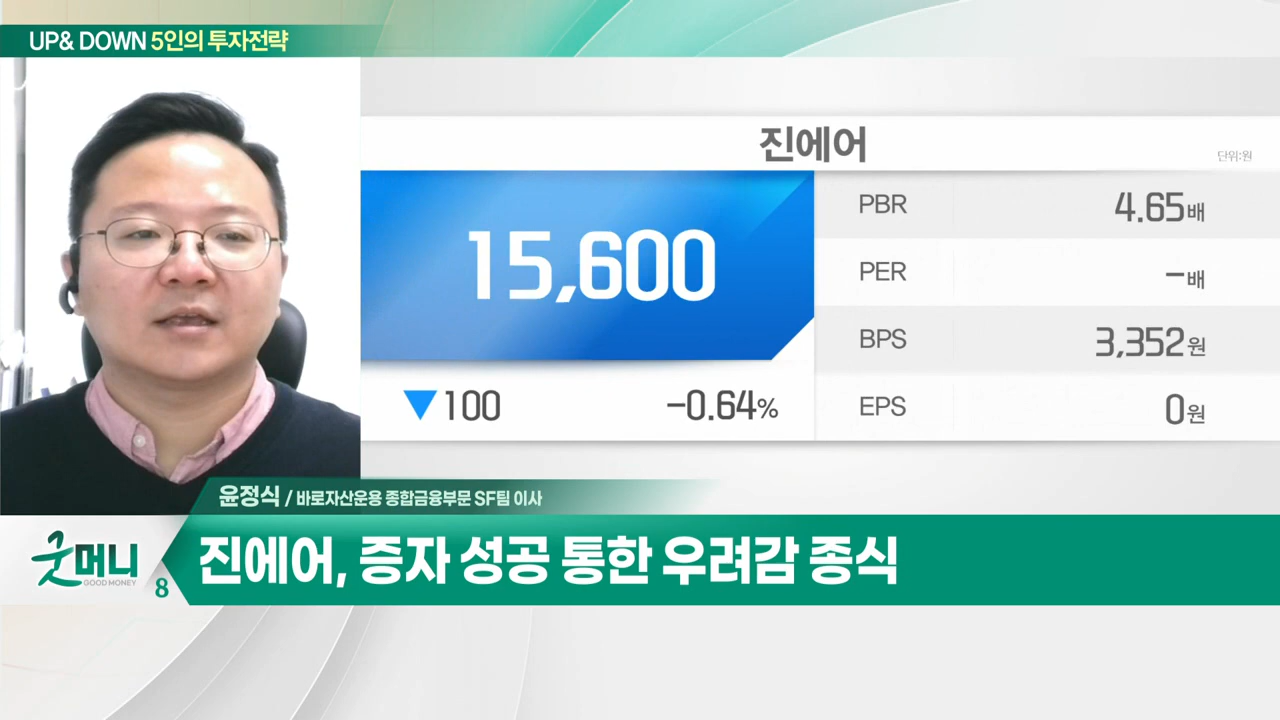 UP& DOWN 5인의 투자전략
진에어
단위:원
15,600
▼100 -0.64%
PBR 4.65배
PER -배
BPS 3,352원
EPS 0원
윤정식 / 바로자산운용 종합금융부문 SF팀 이사
굿머니
GOOD MONEY
8
진에어, 증자 성공 통한 우려감 종식